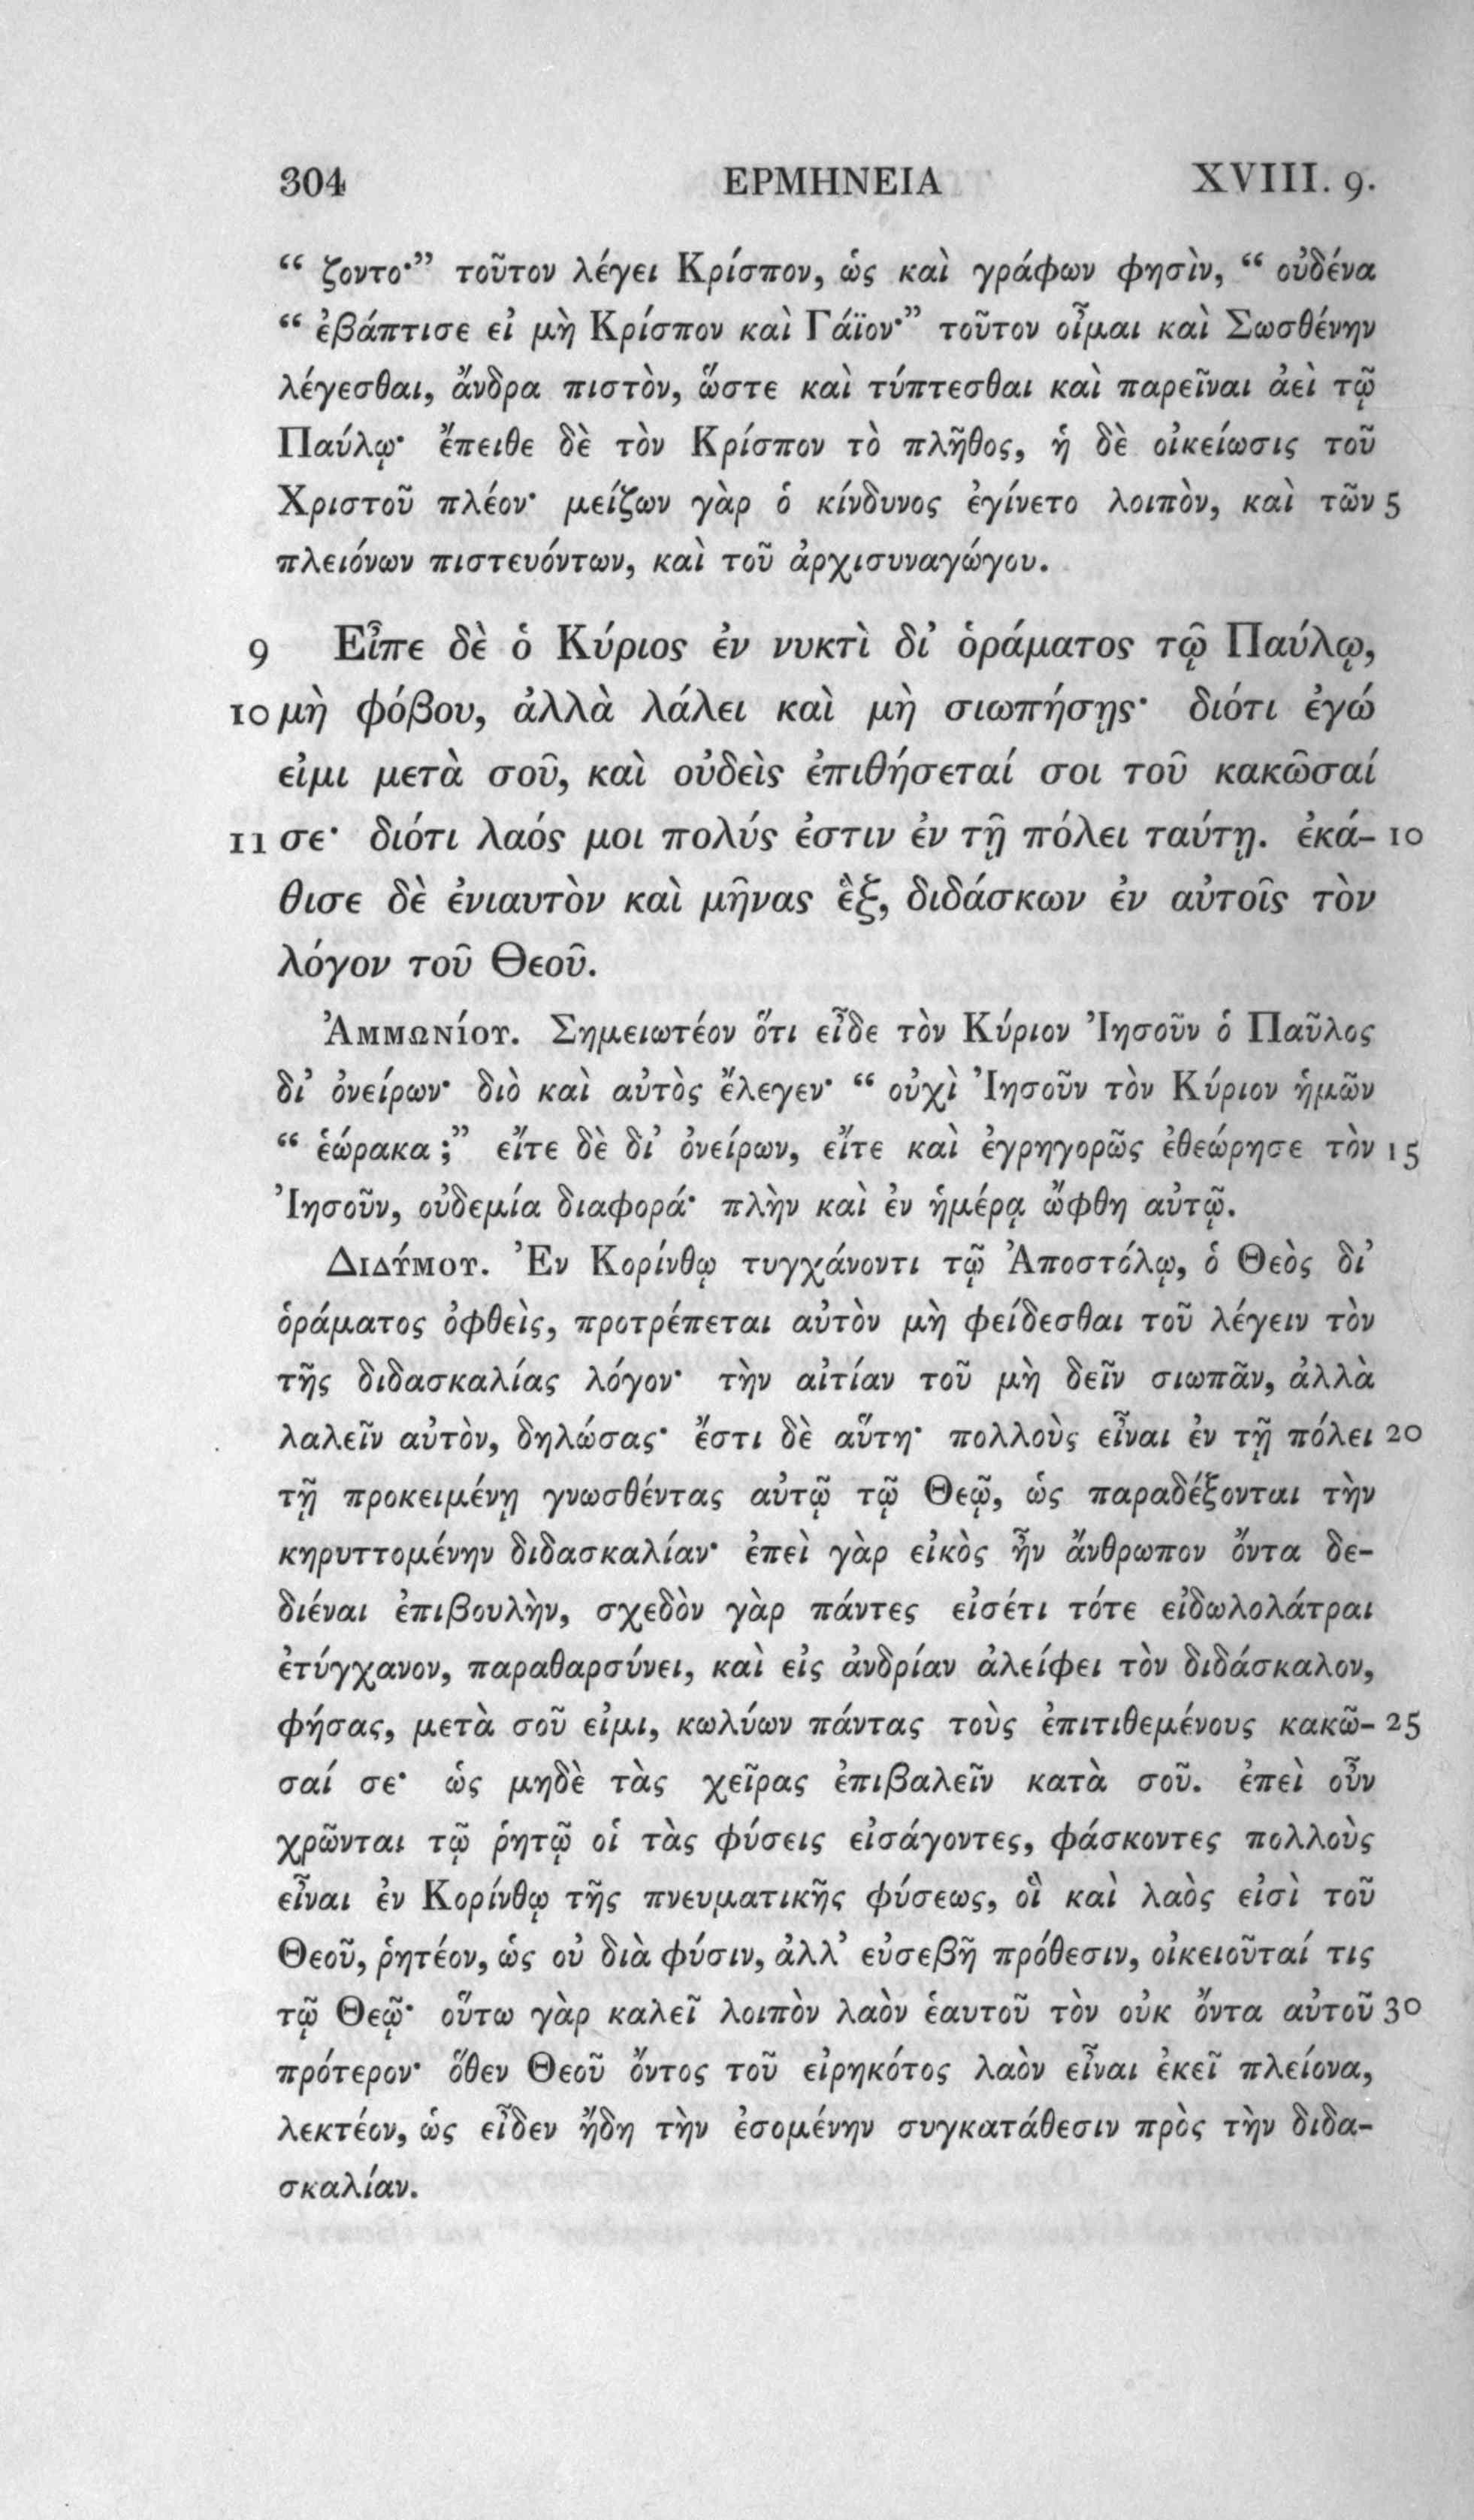 304 ΕΡΜΗΝΕΙΑ XVIII. 9.
“ ζοντο·” τοῦτον λέγει Κρίσπον, ὡς καὶ γράφων φησὶν, “ οὐδένα
“ ἐβάπτισε εἰ μὴ Κρίσπον καὶ Γάϊον·” τοῦτον οἶμαι καὶ Σωσθένην
λέγεσθαι, ἄνδρα πιστὸν, ὥστε καὶ τύπτεσθαι καὶ παρεῖναι ἀεὶ τῷ
Παύλῳ· ἔπειθε δὲ τὸν Κρίσπον τὸ πλῆθος, ἡ δὲ οἰκείωσις τοῦ
Χριστοῦ πλέον· μείζων γὰρ ὁ κίνδυνος ἐγίνετο λοιπὸν, καὶ τῶν 5
πλειόνων πιστευόντων, καὶ τοῦ ἀρχισυναγώγου.
9 Εἶπε δὲ ὁ Κύριος ἐν νυκτὶ δι’ ὁράματος τῷ Παύλῳ,
10 μὴ φόβου, ἀλλὰ λάλει καὶ μὴ σιωπήσῃς· διότι ἐγώ
εἰμι μετὰ σοῦ, καὶ οὐδεὶς ἐπιθήσεταί σοι τοῦ κακῶσαί
11 σε· διότι λαός μοι πολύς ἐστιν ἐν τῇ πόλει ταύτῃ. ἐκά- 10
θισε δὲ ἐνιαυτὸν καὶ μῆνας ἓξ, διδάσκων ἐν αὐτοῖς τὸν
λόγον τοῦ Θεοῦ.
Ἀμμωνίου. Σημειωτέον ὅτι εἶδε τὸν Κύριον Ἰησοῦν ὁ Παῦλος
δι’ ὀνείρων· διὸ καὶ αὐτὸς ἔλεγεν· “ οὐχὶ Ἰησοῦν τὸν Κύριον ἡμῶν
“ ἑώρακα ;” εἴτε δὲ δι’ ὀνείρων, εἴτε καὶ ἐγρηγορῶς ἐθεώρησε τὸν 15
Ἰησοῦν, οὐδεμία διαφορά· πλὴν καὶ ἐν ἡμέρᾳ ὤφθη αὐτῷ.
Διδύμου. Ἐν Κορίνθῳ τυγχάνοντι τῷ Ἀποστόλῳ, ὁ Θεὸς δι’
ὁράματος ὀφθεὶς, προτρέπεται αὐτὸν μὴ φείδεσθαι τοῦ λέγειν τὸν
τῆς διδασκαλίας λόγον· τὴν αἰτίαν τοῦ μὴ δεῖν σιωπᾶν, ἀλλὰ
λαλεῖν αὐτὸν, δηλώσας· ἔστι δὲ αὕτη· πολλοὺς εἶναι ἐν τῇ πόλει 20
τῇ προκειμένῃ γνωσθέντας αὐτῷ τῷ Θεῷ, ὡς παραδέξονται τὴν
κηρυττομένην διδασκαλίαν· ἐπεὶ γὰρ εἰκὸς ἦν ἄνθρωπον ὄντα δε-
διέναι ἐπιβουλὴν, σχεδὸν γὰρ πάντες εἰσέτι τότε εἰδωλολάτραι
ἐτύγχανον, παραθαρσύνει, καὶ εἰς ἀνδρίαν ἀλείφει τὸν διδάσκαλον,
φήσας, μετὰ σοῦ εἰμι, κωλύων πάντας τοὺς ἐπιτιθεμένους κακῶ- 25
σαί σε· ὡς μηδὲ τὰς χεῖρας ἐπιβαλεῖν κατὰ σοῦ. ἐπεὶ οὖν
χρῶνται τῷ ῥητῷ οἱ τὰς φύσεις εἰσάγοντες, φάσκοντες πολλοὺς
εἶναι ἐν Κορίνθῳ τῆς πνευματικῆς φύσεως, οἳ καὶ λαὸς εἰσὶ τοῦ
Θεοῦ, ῥητέον, ὡς οὐ διὰ φύσιν, ἀλλ’ εὐσεβῆ πρόθεσιν, οἰκειοῦταί τις
τῷ Θεῷ· οὕτω γὰρ καλεῖ λοιπὸν λαὸν ἑαυτοῦ τὸν οὐκ ὄντα αὐτοῦ 30
πρότερον· ὅθεν Θεοῦ ὄντος τοῦ εἰρηκότος λαὸν εἶναι ἐκεῖ πλείονα,
λεκτέον, ὡς εἶδεν ἤδη τὴν ἐσομένην συγκατάθεσιν πρὸς τὴν διδα-
σκαλίαν.